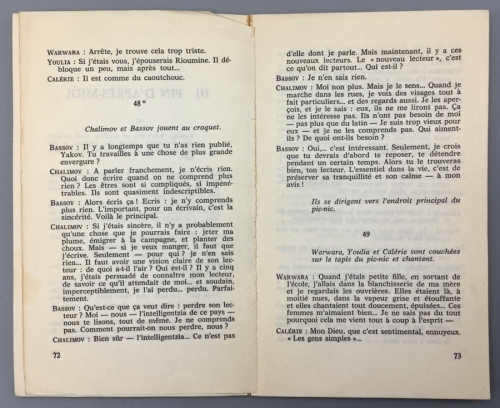 WARWARA : Arrête, je trouve cela trop triste.
YOULIA : Si j'étais vous, j'épouserais Rioumine. Il dé-
bloque un peu, mais après tout...
CALÉRIE : Il est comme du caoutchouc.
48
Chalimov et Bassov jouent au croquet.
BASSOV : Il y a longtemps que tu n'as rien publié,
Yakov. Tu travailles à une chose de plus grande
envergure ?
CHALIMOV : A parler franchement, je n'écris rien.
Quoi donc écrire quand on ne comprend plus
rien ? Les êtres sont si compliqués, si impéné-
trables. Ils sont quasiment indescriptibles.
BASSOV : Alors écris ça ! Ecris : je n'y comprends
plus rien. L'important, pour un écrivain, c'est la
sincérité. Voilà le principal.
CHALIMOV : Si j'étais sincère, il n'y a probablement
qu'une chose que je pourrais faire : jeter ma
plume, émigrer à la campagne, et planter des
choux. Mais — si je veux manger, il faut que
j'écrive. Seulement — pour qui ? je n'en sais
rien... Il faut avoir une vision claire de son lec-
teur : de quoi a-t-il l'air ? Qui est-il ? Il y a cinq
ans, j'étais persuadé de connaître mon lecteur,
de savoir ce qu'il attendait de moi... et soudain,
imperceptiblement, je l'ai perdu... perdu. Parfai-
tement.
BASSOV : Qu'est-ce que ça veut dire : perdre son lec-
teur ? Moi — nous — l'intelligentzia de ce pays —
nous te lisons, tout de même. Je ne comprends
pas. Comment pourrait-on nous perdre, nous ?
CHALIMOV : Bien sûr — l'intelligentzia... Ce n'est pas
72
d'elle dont je parle. Mais maintenant, il y a ces
nouveaux lecteurs. Le « nouveau lecteur », c'est
ce qu'on dit partout... Qui est-il ?
BASSOV : Je n'en sais rien.
CHALIMOV : Moi non plus. Mais je le sens... Quand je
marche dans les rues, je vois des visages tout à
fait particuliers... et des regards aussi. Je les aper-
çois, et je le sais : eux, ils ne me liront pas. Ça
ne les intéresse pas. Ils n'ont pas besoin de moi
— pas plus que du latin — Je suis trop vieux pour
eux — et je ne les comprends pas. Qui aiment-
ils ? De quoi ont-ils besoin ?
BASSOV : Oui,... c'est intéressant. Seulement, je crois
que tu devrais d'abord te reposer, te détendre
pendant un certain temps. Alors tu le trouveras
bien, ton lecteur. L'essentiel dans la vie, c'est de
préserver sa tranquillité et son calme — à mon
avis !
Ils se dirigent vers l'endroit principal du
pic-nic.
49
Warwara, Youlia et Calérie sont couchées
sur le tapis du pic-nic et chantent.
WARWARA : Quand j'étais petite fille, en sortant de
l'école, j'allais dans la blanchisserie de ma mère
et je regardais les ouvrières. Elles étaient là, à
moitié nues, dans la vapeur grise et étouffante
et elles chantaient tout doucement, épuisées... Ces
femmes m'aimaient bien... Je ne sais pas du tout
pourquoi cela me vient tout à coup à l'esprit —
CALÉRIE : Mon Dieu, que c'est sentimental, ennuyeux.
« Les gens simples »...
73